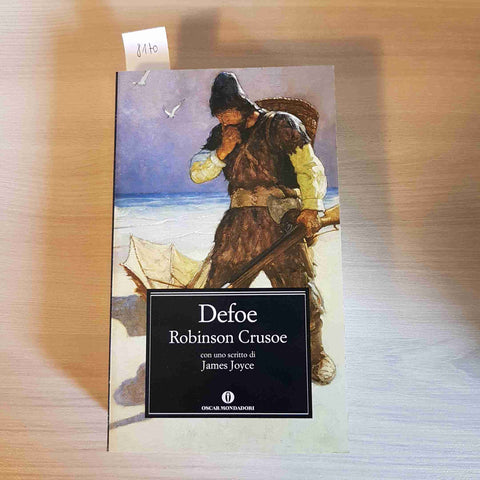 8170
Defoe
Robinson Crusoe
con uno scritto di
James Joyce
OSCAR MONDADORI